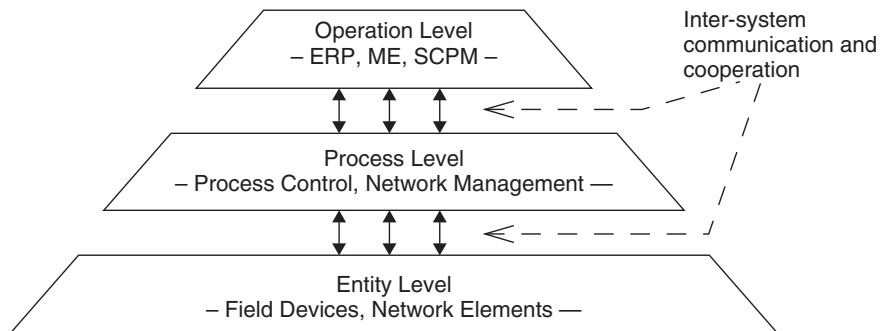 Operation Level
– ERP, ME, SCPM –
Inter-system
communication and
cooperation
Process Level
– Process Control, Network Management —
Entity Level
– Field Devices, Network Elements —